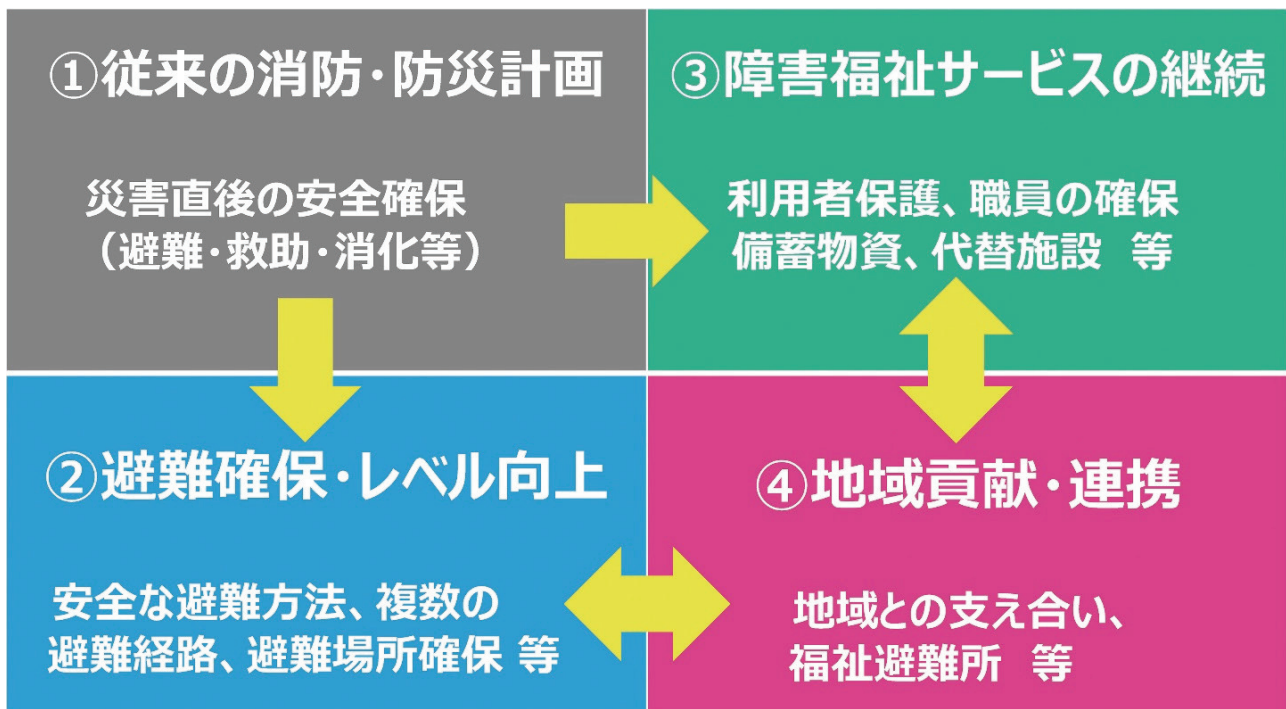 ①従来の消防・防災計画
災害直後の安全確保
（避難・救助・消化等）
②避難確保・レベル向上
安全な避難方法、複数の
避難経路、避難場所確保 等
③障害福祉サービスの継続
利用者保護、職員の確保
備蓄物資、代替施設 等
④地域貢献・連携
地域との支え合い、
福祉避難所 等